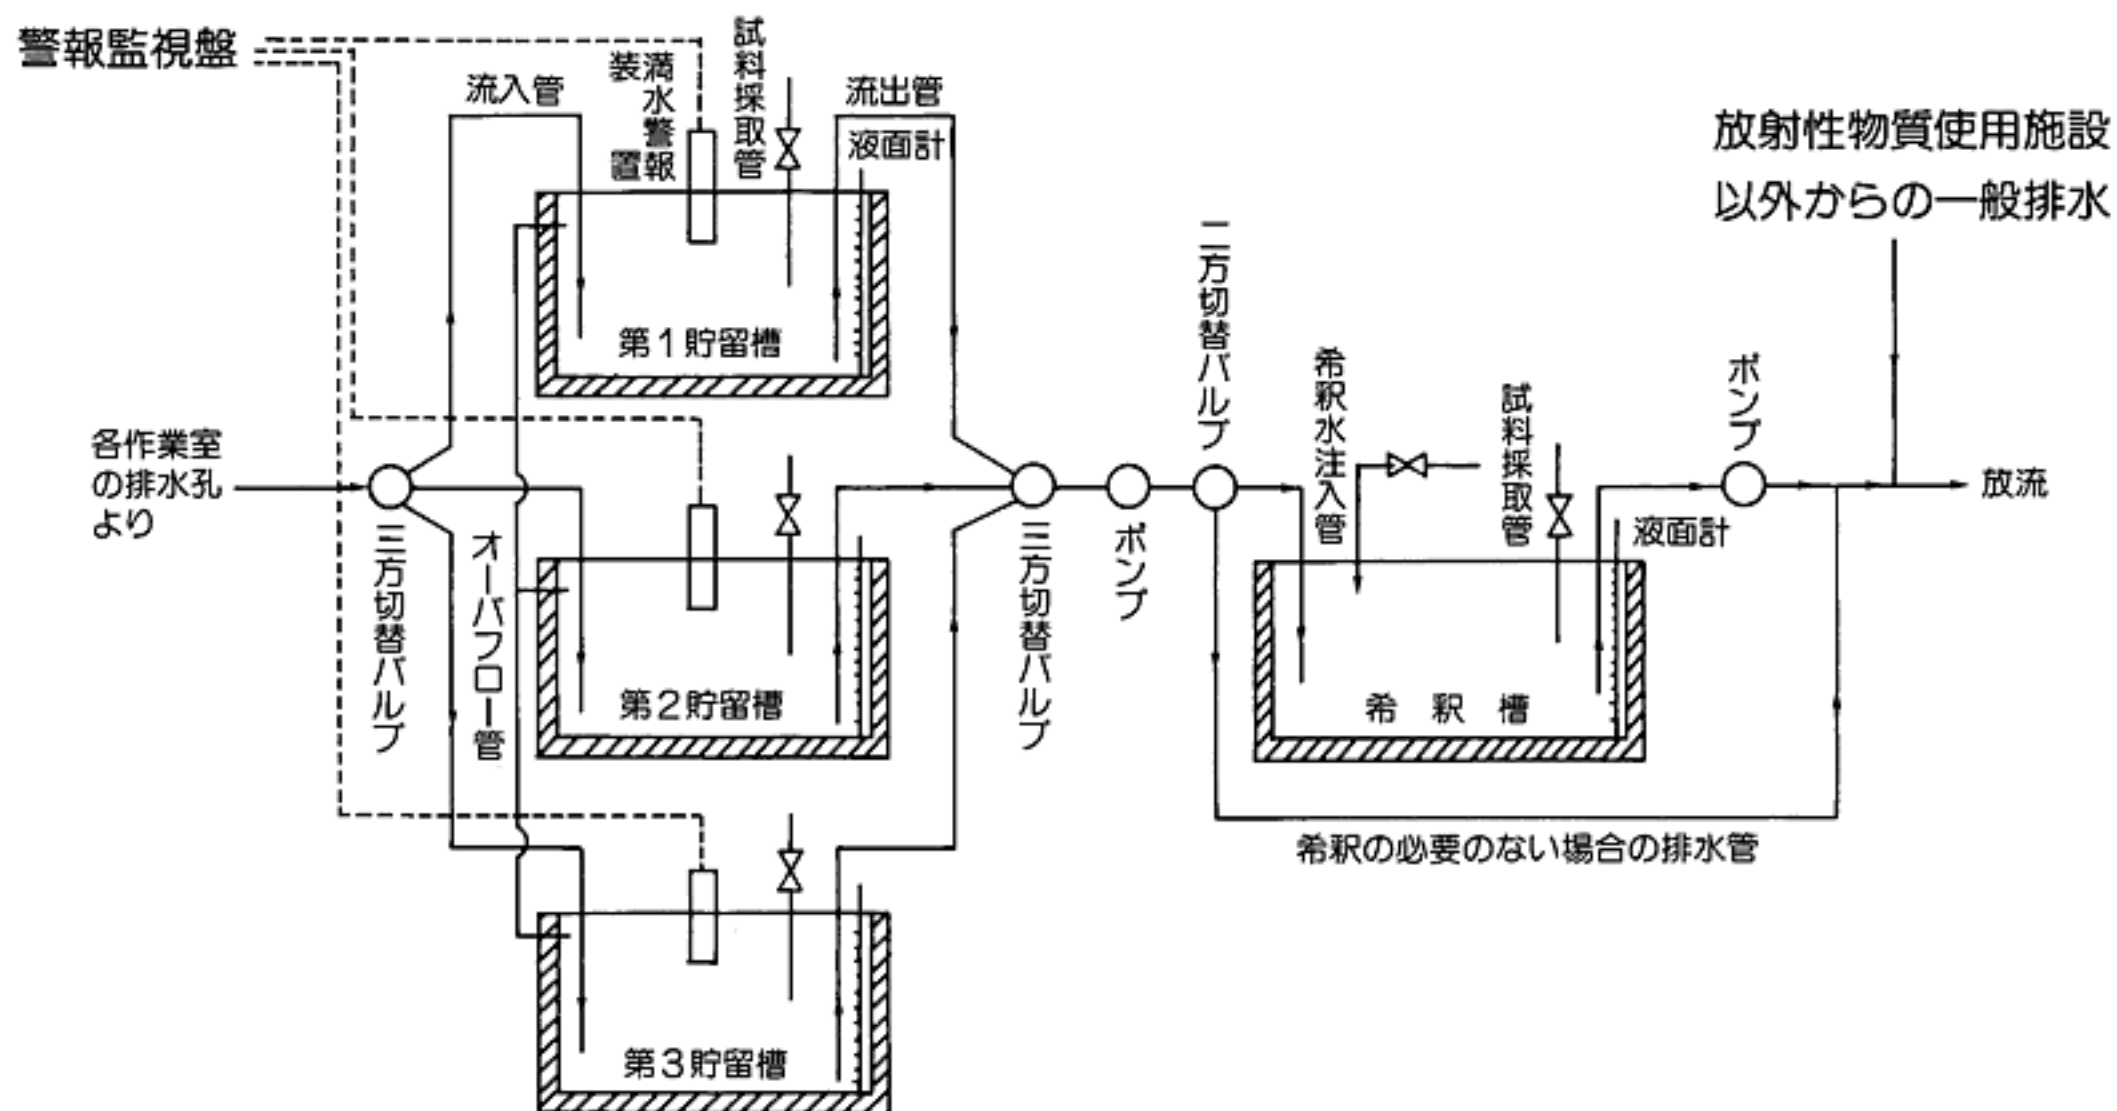 警報監視盤
流入管
満水警報
装置
試料採取管
流出管
液面計
第1貯留槽
放射性物質使用施設
以外からの一般排水
各作業室
の排水孔
より
三方切替バルブ
オーバフロー管
第2貯留槽
三方切替バルブ
ポンプ
二方切替バルブ
希釈水注入管
試料採取管
液面計
希釈槽
ポンプ
放流
希釈の必要のない場合の排水管
第3貯留槽